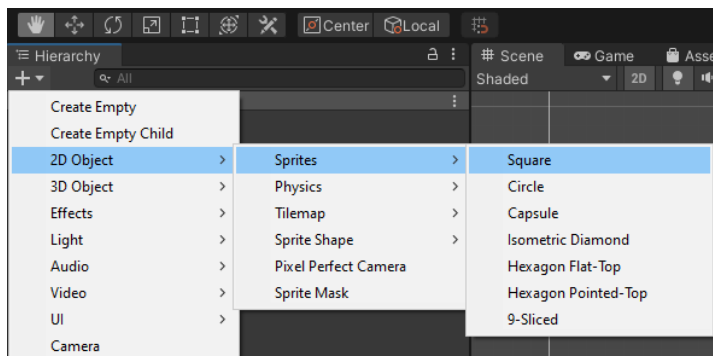 Center Local
Hierarchy
All
# Scene Game Asse
Shaded 2D
Create Empty
Create Empty Child
2D Object
3D Object
Effects
Light
Audio
Video
UI
Camera
Sprites
Physics
Tilemap
Sprite Shape
Pixel Perfect Camera
Sprite Mask
Square
Circle
Capsule
Isometric Diamond
Hexagon Flat-Top
Hexagon Pointed-Top
9-Sliced